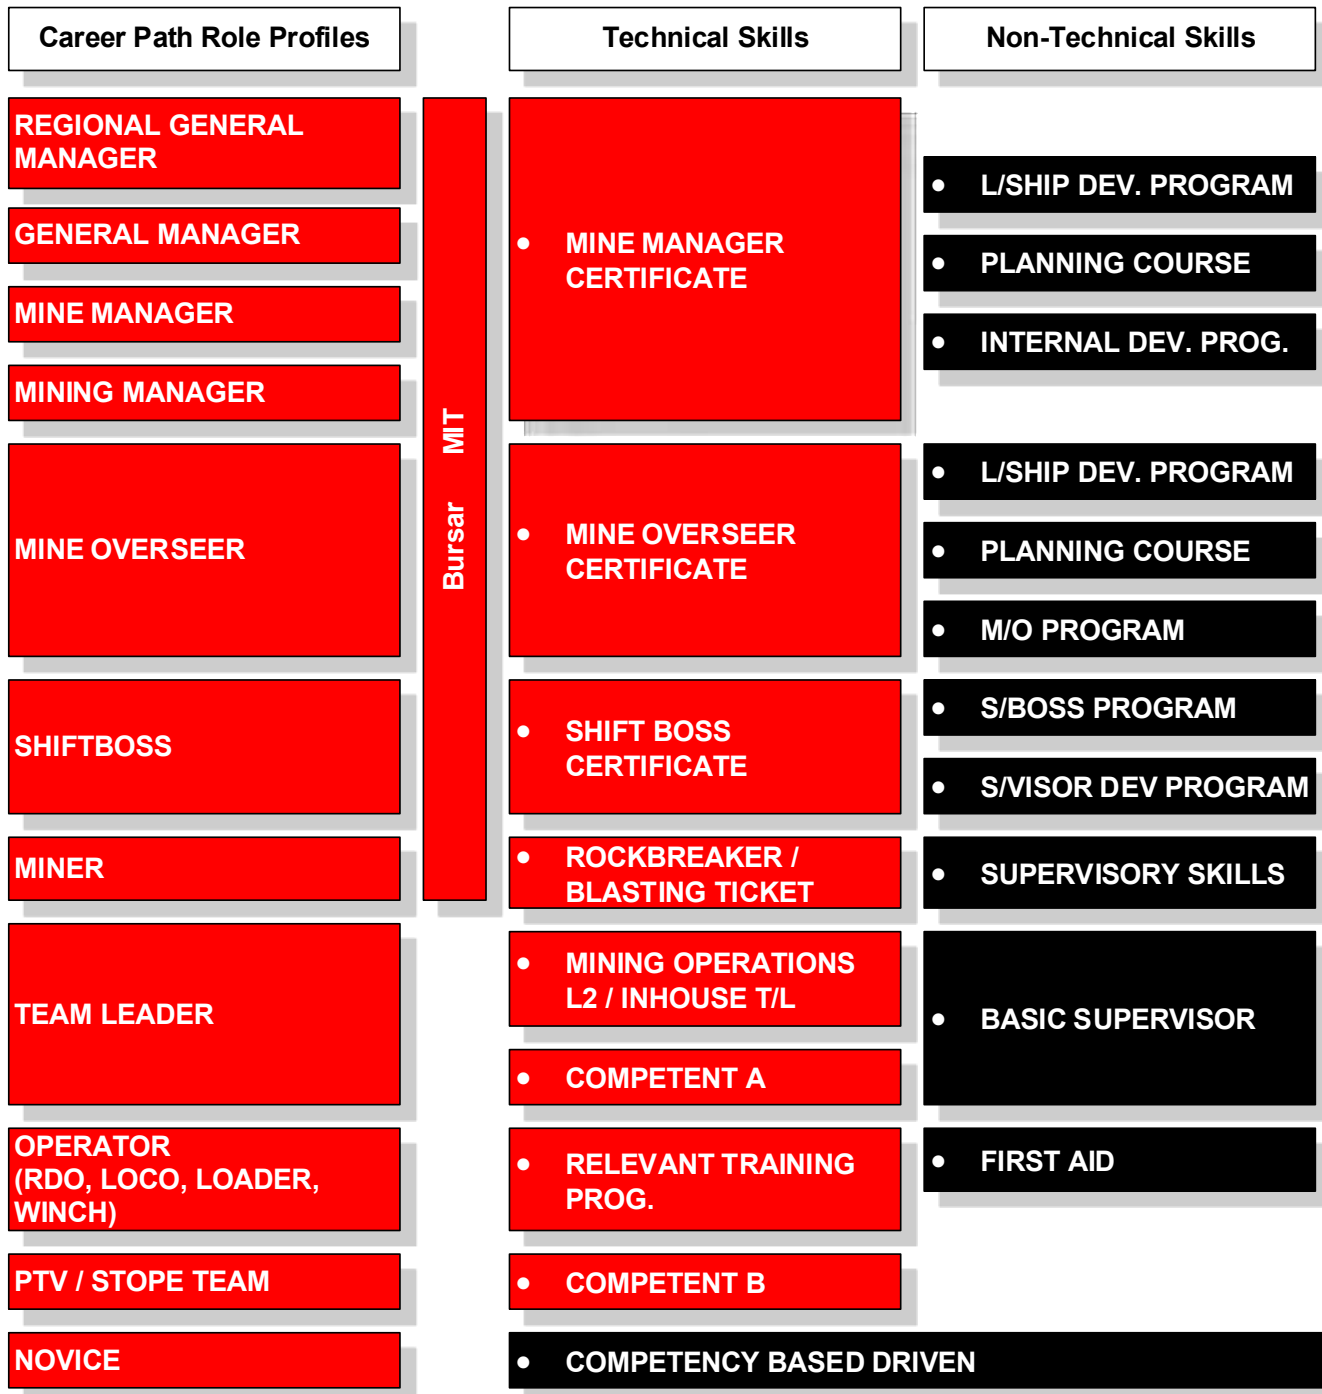 Career Path Role Profiles
Technical Skills
Non-Technical Skills
REGIONAL GENERAL
MANAGER
GENERAL MANAGER
MINE MANAGER
MINING MANAGER
MINE OVERSEER
SHIFTBOSS
MINER
TEAM LEADER
OPERATOR
(RDO, LOCO, LOADER,
WINCH)
PTV / STOPE TEAM
NOVICE
Bursar MIT
• MINE MANAGER
CERTIFICATE
• MINE OVERSEER
CERTIFICATE
• SHIFT BOSS
CERTIFICATE
• ROCKBREAKER /
BLASTING TICKET
• MINING OPERATIONS
L2 / INHOUSE T/L
• COMPETENT A
• RELEVANT TRAINING
PROG.
• COMPETENT B
• COMPETENCY BASED DRIVEN
• L/SHIP DEV. PROGRAM
• PLANNING COURSE
• INTERNAL DEV. PROG.
• L/SHIP DEV. PROGRAM
• PLANNING COURSE
• M/O PROGRAM
• S/BOSS PROGRAM
• S/VISOR DEV PROGRAM
• SUPERVISORY SKILLS
• BASIC SUPERVISOR
• FIRST AID